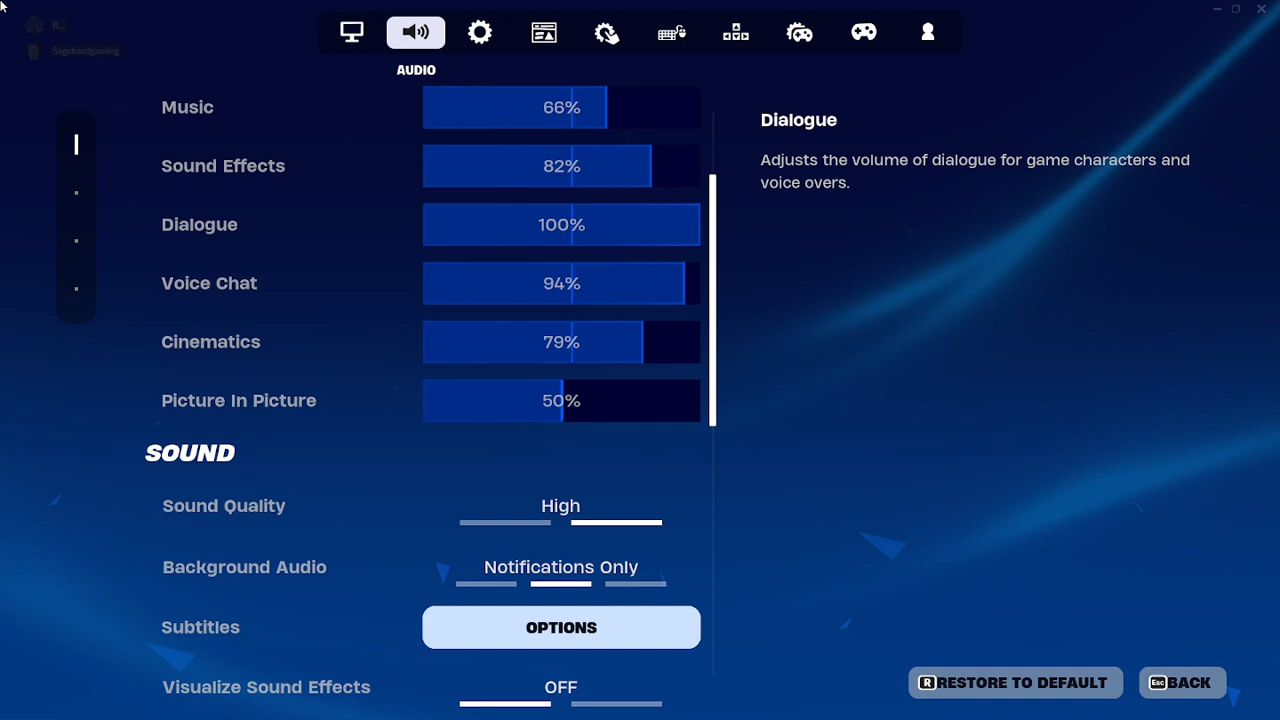 B...
Ssgohardgaming
AUDIO
Music 66%
Sound Effects 82%
Dialogue 100%
Voice Chat 94%
Cinematics 79%
Picture In Picture 50%
SOUND
Sound Quality High
Background Audio Notifications Only
Subtitles OPTIONS
Visualize Sound Effects OFF
Dialogue
Adjusts the volume of dialogue for game characters and
voice overs.
R RESTORE TO DEFAULT
Esc BACK